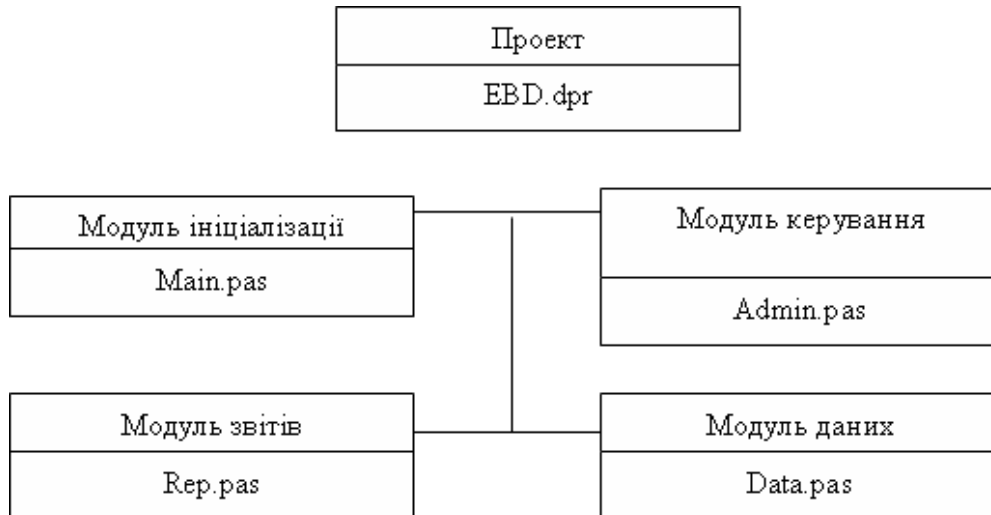 Проект
EBD.dpr
Модуль ініціалізації
Main.pas
Модуль керування
Admin.pas
Модуль звітів
Rep.pas
Модуль даних
Data.pas